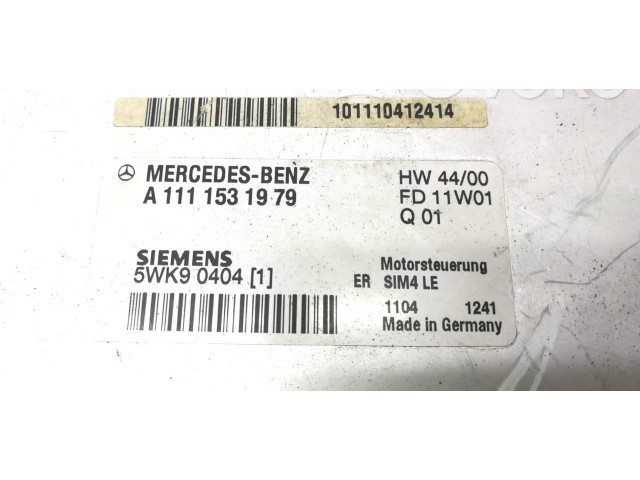 101110412414
MERCEDES-BENZ
A 111 153 19 79
HW 44/00
FD 11W01
Q 01
SIEMENS
5WK9 0404 [1]
Motorsteuerung
ER SIM4 LE
1104 1241
Made in Germany